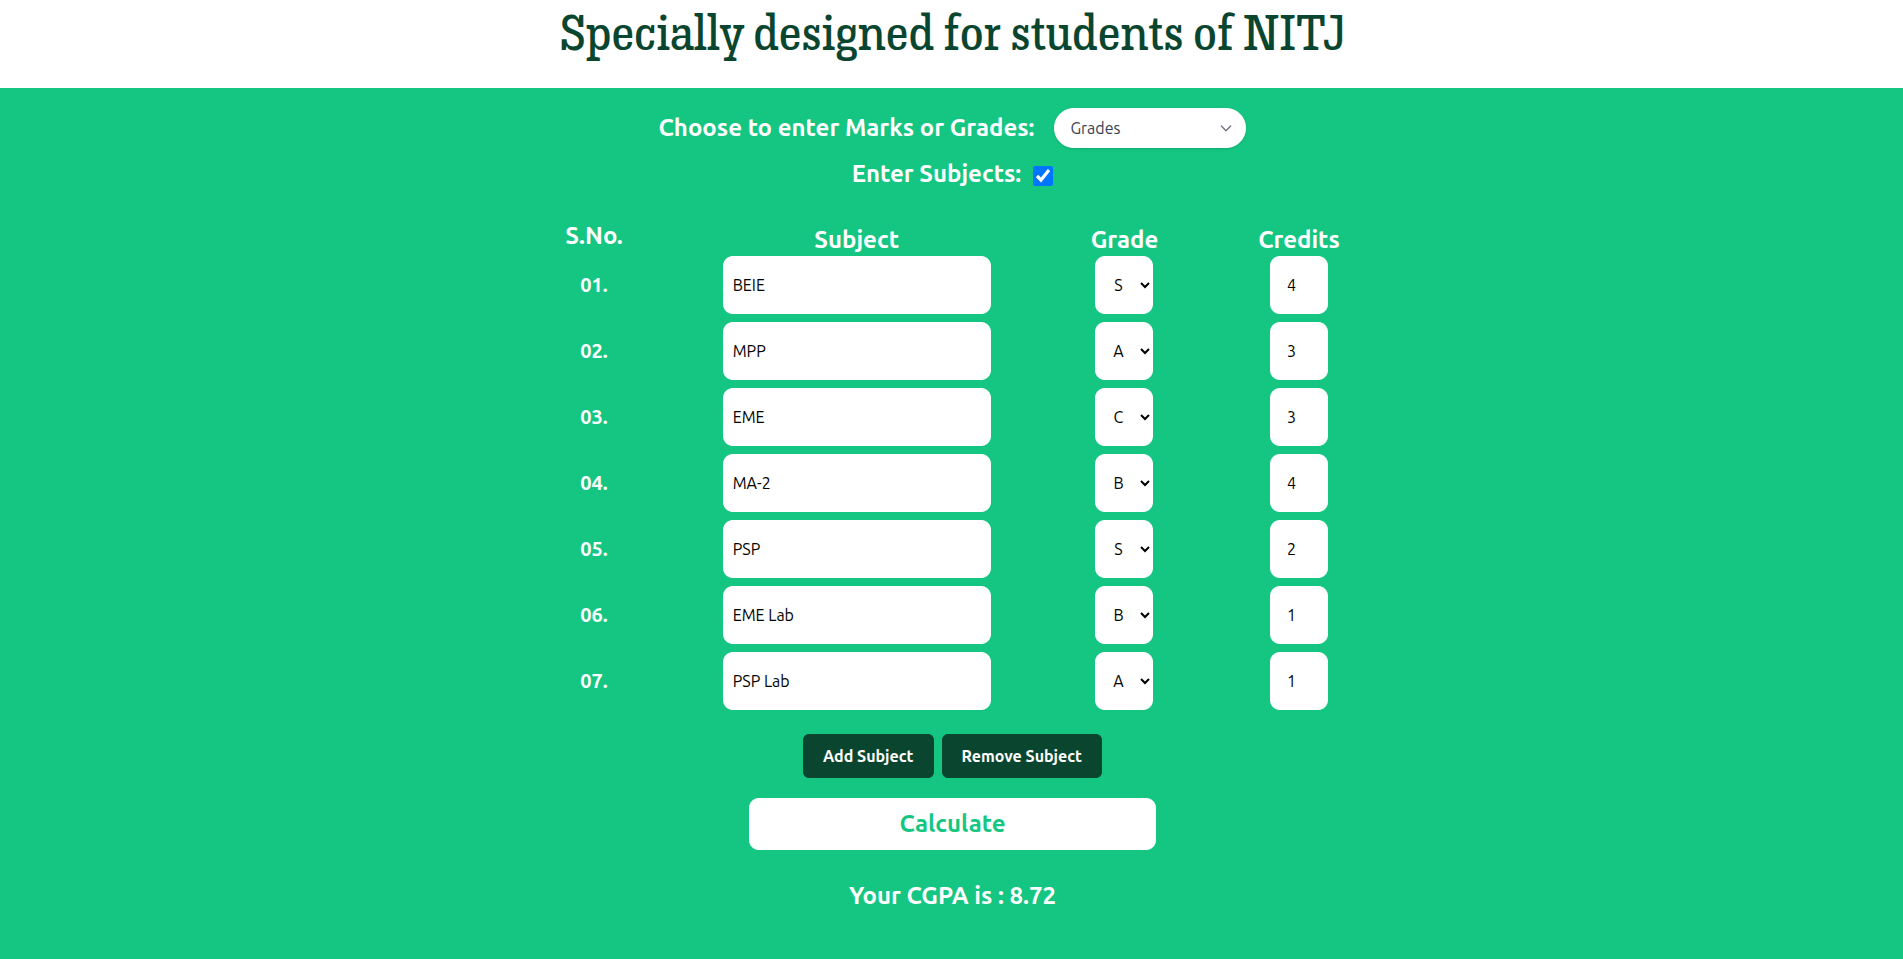 Specially designed for students of NITJ
Choose to enter Marks or Grades: Grades
Enter Subjects:
S.No. Subject Grade Credits
01. BEIE S 4
02. MPP A 3
03. EME C 3
04. MA-2 B 4
05. PSP S 2
06. EME Lab B 1
07. PSP Lab A 1
Add Subject Remove Subject
Calculate
Your CGPA is : 8.72